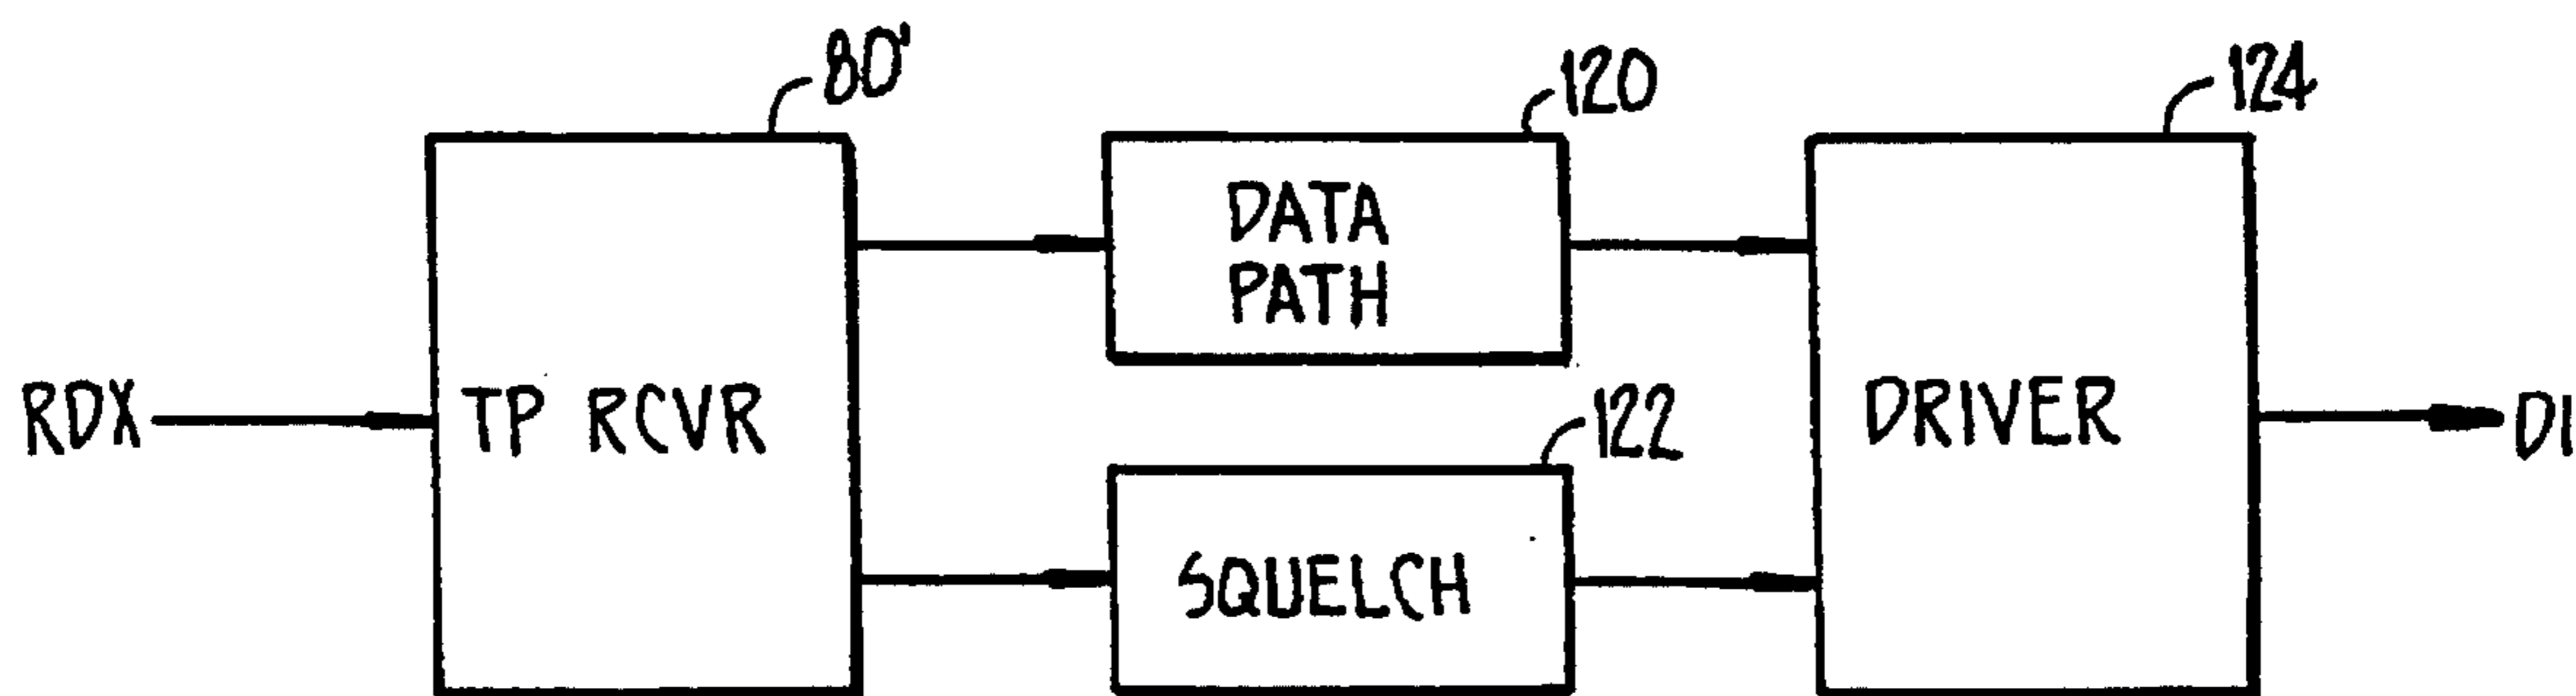 80'
120
124
DATA
PATH
RDX
TP RCVR
122
DRIVER
DI
SQUELCH